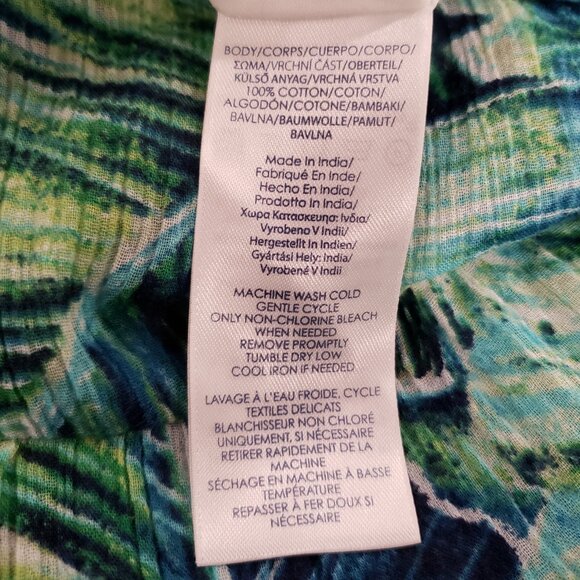 BODY/CORPS/CUERPO/CORPO/
ΣΩΜΑ/VRCHNÍ ČÁST/OBERTEIL/
KÜLSŐ ANYAG/VRCHNÁ VRSTVA
100% COTTON/COTON/
ALGODÓN/COTONE/BAMBAKI/
BAVLNA/BAUMWOLLE/PAMUT/
BAVLNA
Made In India/
Fabriqué En Inde/
Hecho En India/
Prodotto In India/
Χωρα Κατασκευησ: Ινδια/
Vyrobeno V Indii/
Hergestellt In Indien/
Gyártási Hely: India/
Vyrobené V Indii
MACHINE WASH COLD
GENTLE CYCLE
ONLY NON-CHLORINE BLEACH
WHEN NEEDED
REMOVE PROMPTLY
TUMBLE DRY LOW
COOL IRON IF NEEDED
LAVAGE À L'EAU FROIDE, CYCLE
TEXTILES DELICATS
BLANCHISSEUR NON CHLORÉ
UNIQUEMENT, SI NÉCESSAIRE
RETIRER RAPIDEMENT DE LA
MACHINE
SÉCHAGE EN MACHINE À BASSE
TEMPÉRATURE
REPASSER À FER DOUX SI
NÉCESSAIRE